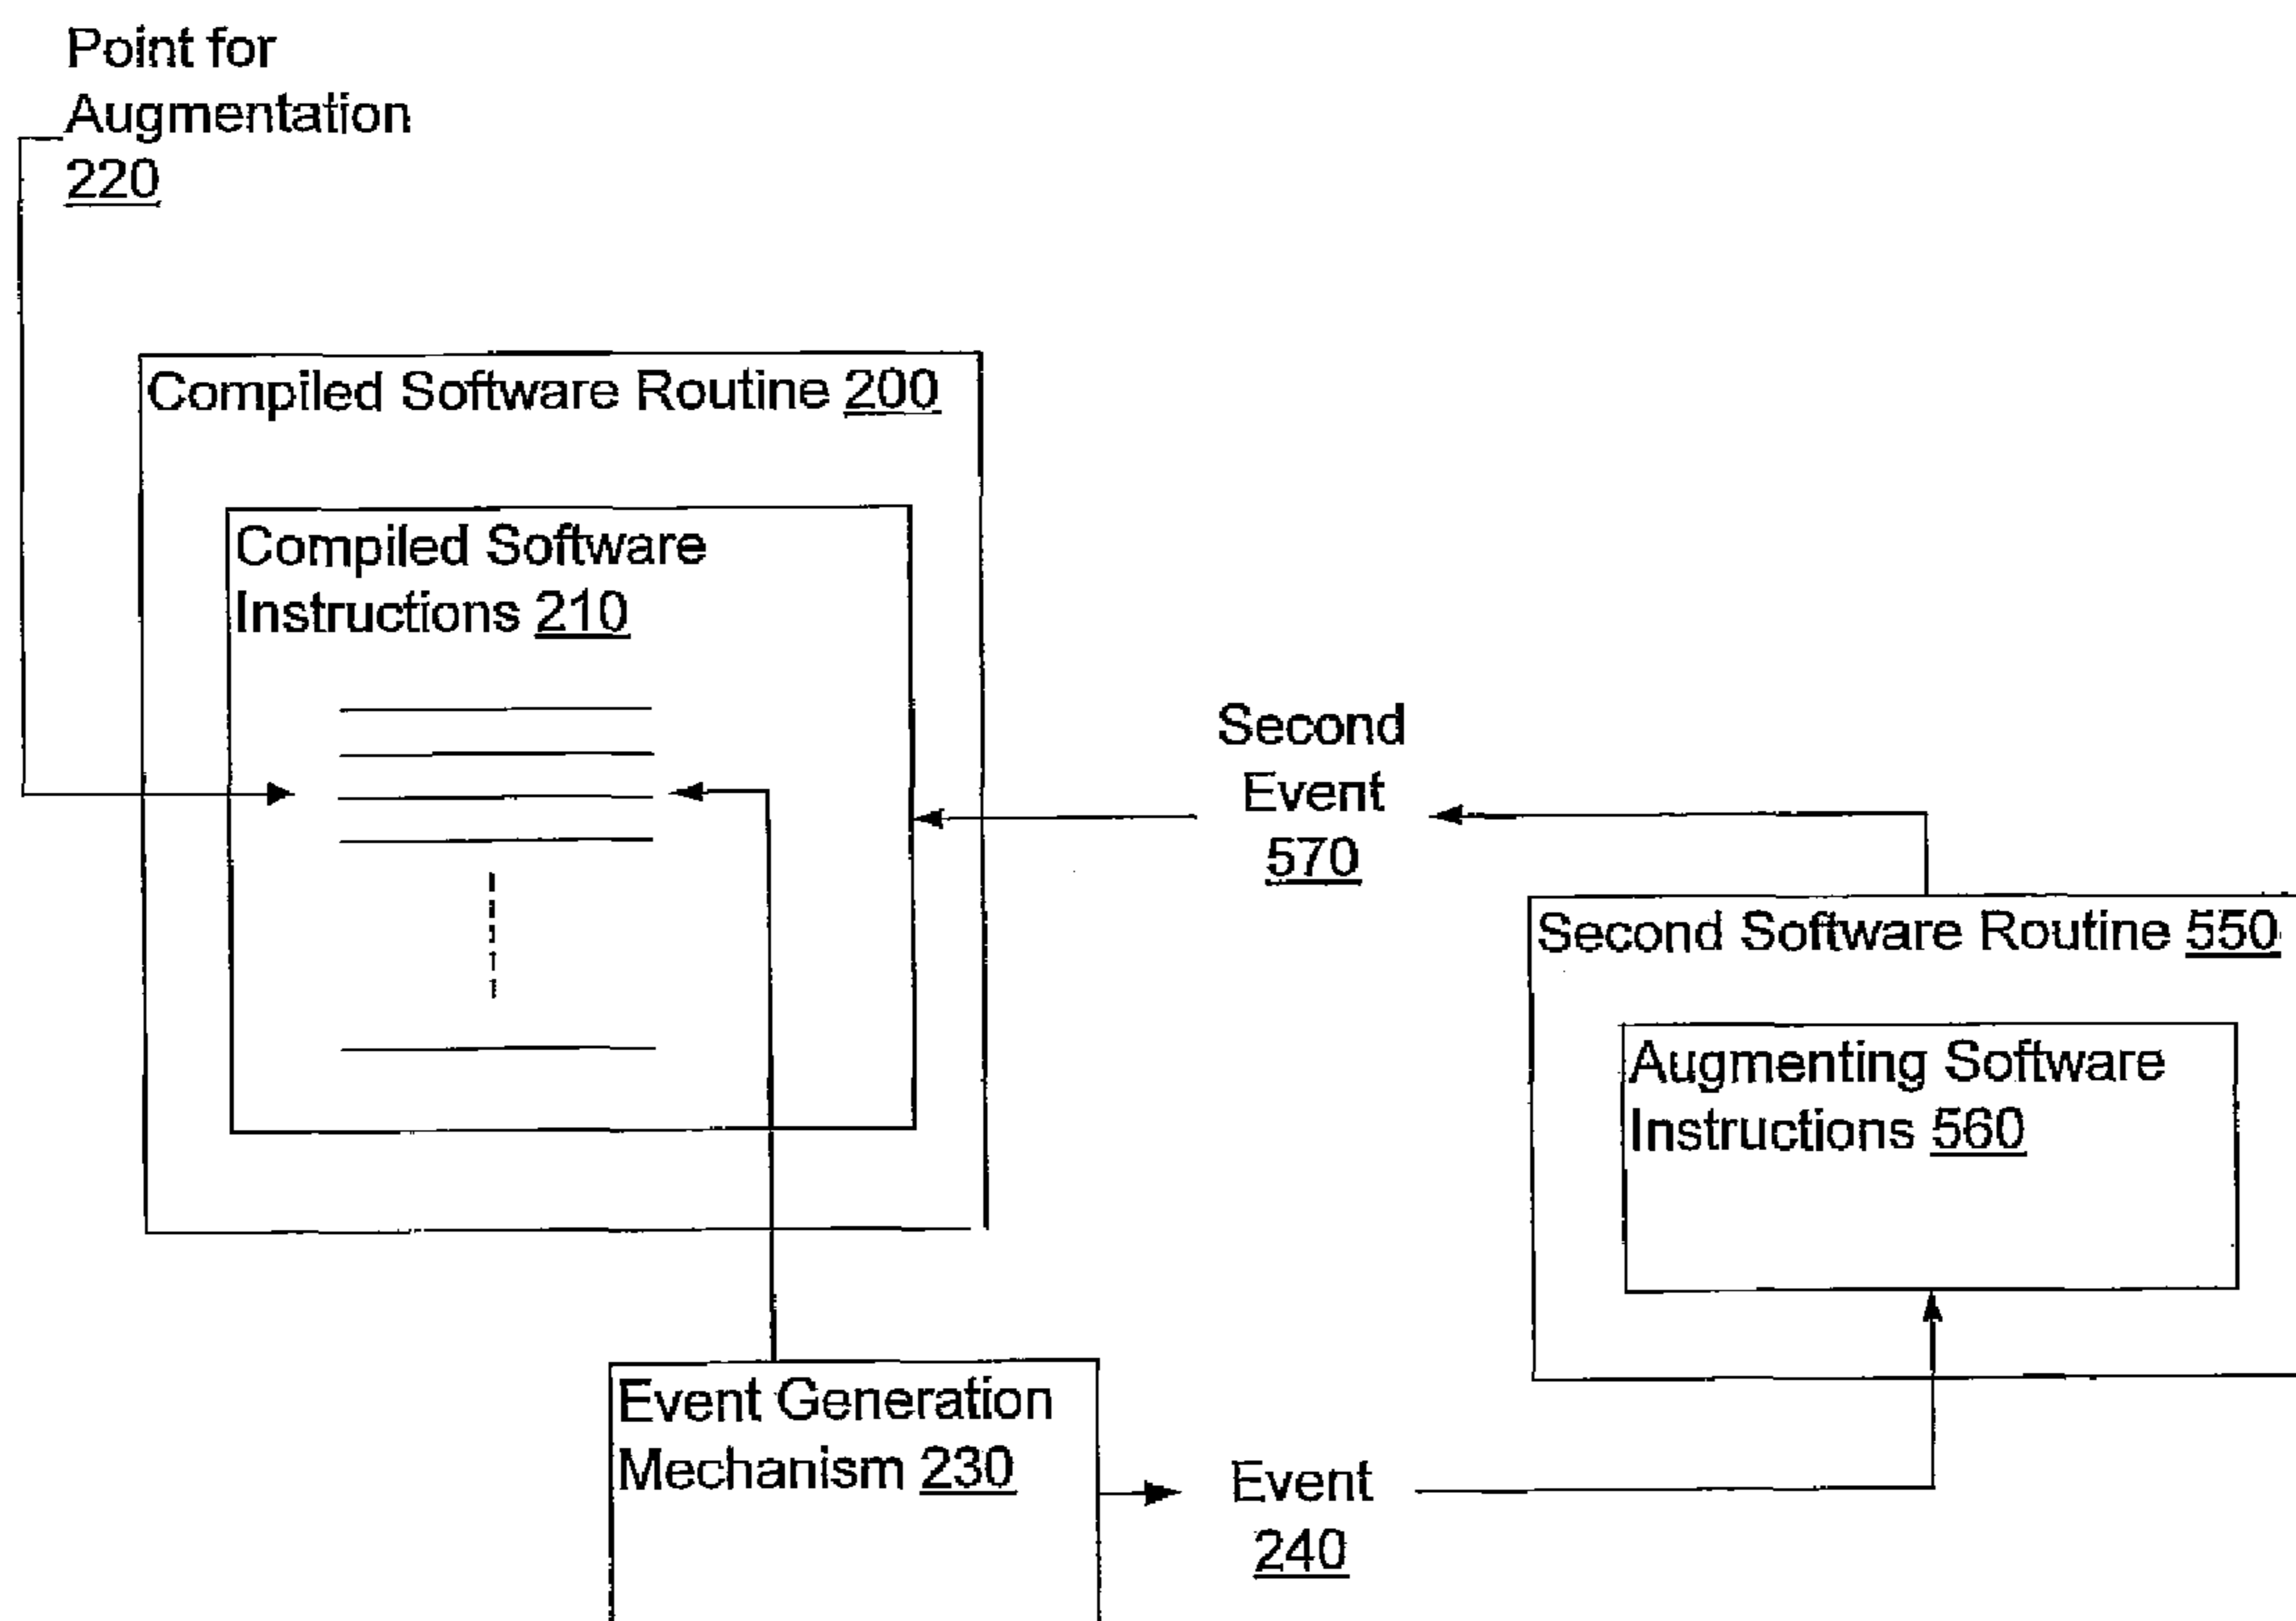 Point for
Augmentation
220
Compiled Software Routine 200
Compiled Software
Instructions 210
Second
Event
570
Second Software Routine 550
Augmenting Software
Instructions 560
Event Generation
Mechanism 230
Event
240